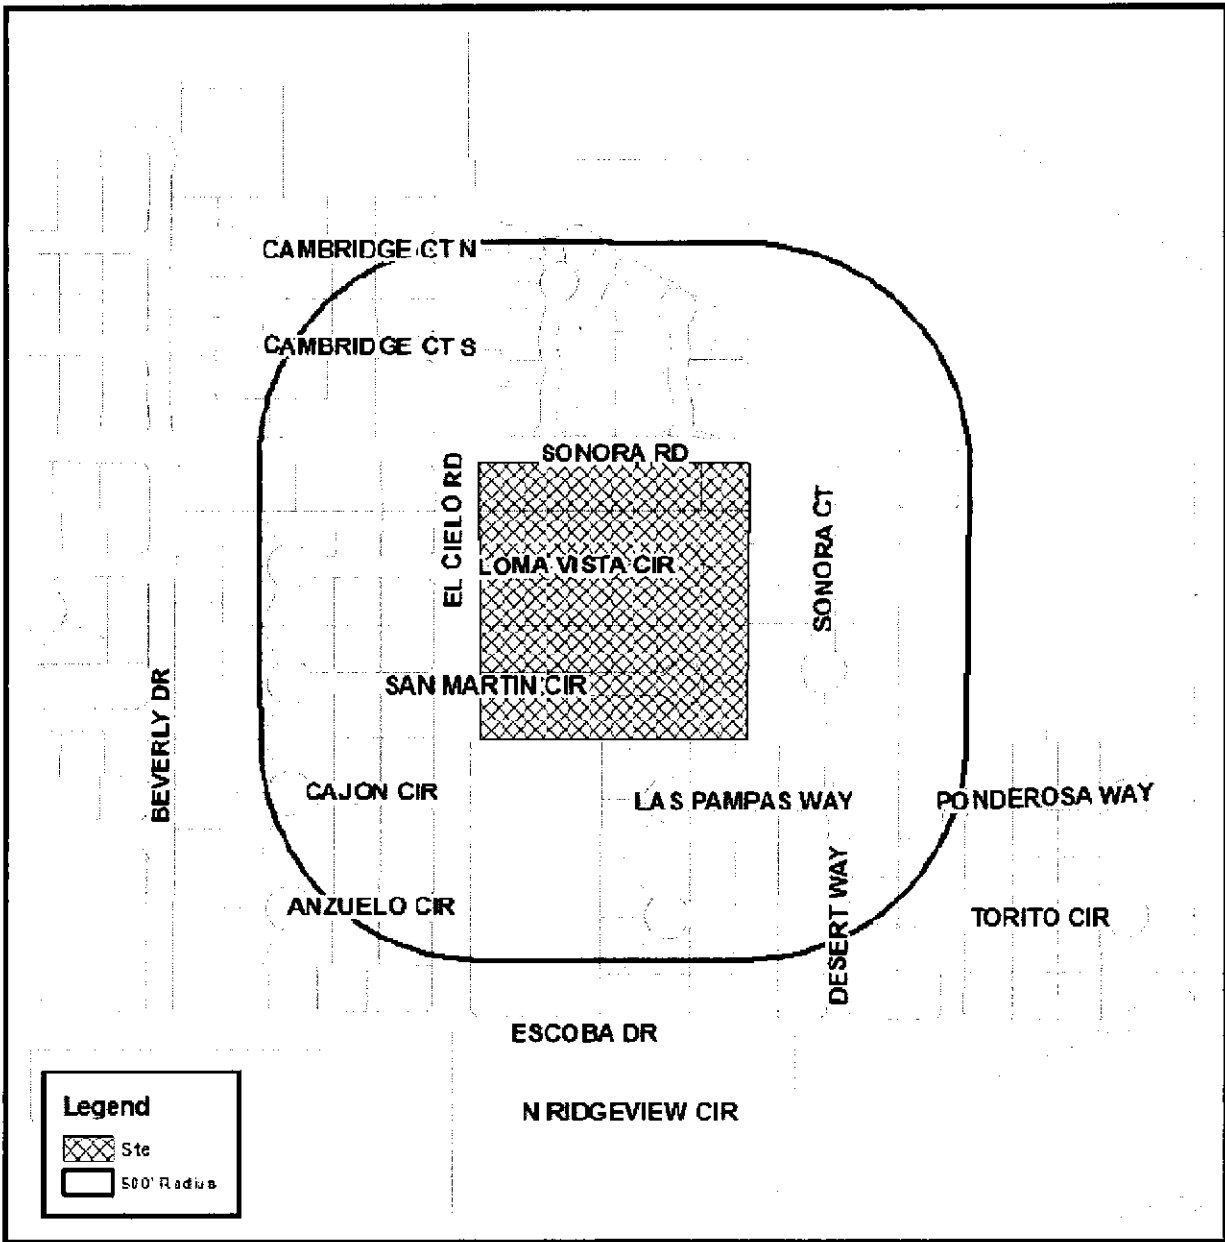 CAMBRIDGE CT N
CAMBRIDGE CT S
SONORA RD
EL CIELO RD
SONORA CT
LOMA VISTA CIR
SAN MARTIN CIR
BEVERLY DR
CAJON CIR
LAS PAMPAS WAY
PONDEROSA WAY
ANZUELO CIR
DESERT WAY
TORITO CIR
ESCOBA DR
N RIDGEVIEW CIR
Legend
Site
500' Radius